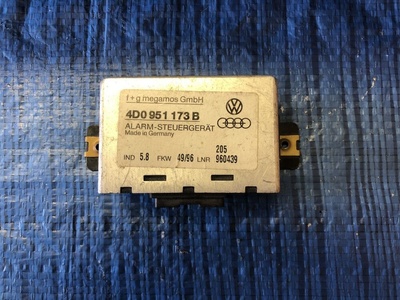 f+g megamos GmbH
4D0 951 173 B
ALARM-STEUERGERÄT
Made in Germany
205
IND 5.8 FKW 49/96 LNR 960439